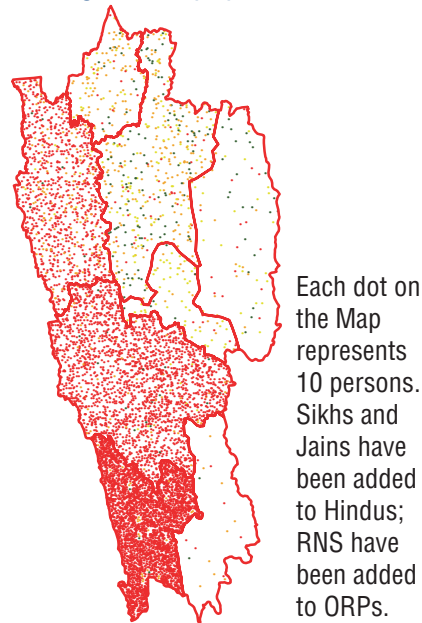 Each dot on
the Map
represents
10 persons.
Sikhs and
Jains have
been added
to Hindus;
RNS have
been added
to ORPs.